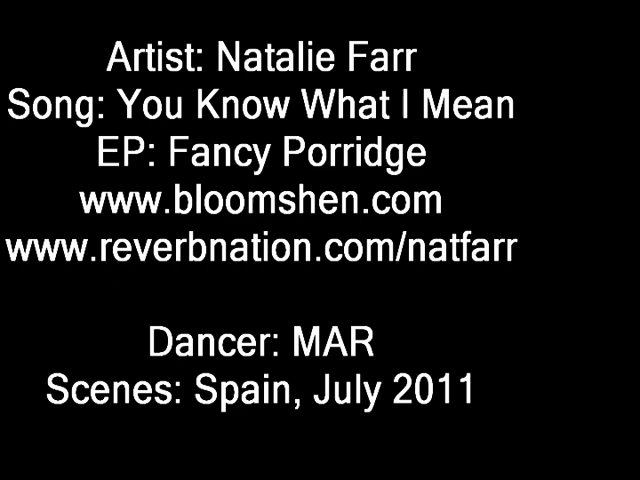 Artist: Natalie Farr
Song: You Know What I Mean
EP: Fancy Porridge
www.bloomshen.com
www.reverbnation.com/natfarr
Dancer: MAR
Scenes: Spain, July 2011